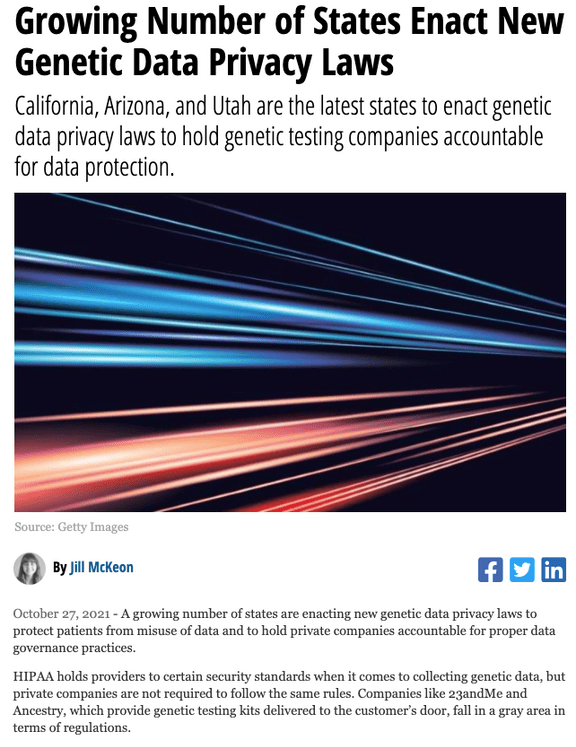 Growing Number of States Enact New
Genetic Data Privacy Laws
California, Arizona, and Utah are the latest states to enact genetic
data privacy laws to hold genetic testing companies accountable
for data protection.
Source: Getty Images
By Jill McKeon
October 27, 2021 - A growing number of states are enacting new genetic data privacy laws to
protect patients from misuse of data and to hold private companies accountable for proper data
governance practices.
HIPAA holds providers to certain security standards when it comes to collecting genetic data, but
private companies are not required to follow the same rules. Companies like 23andMe and
Ancestry, which provide genetic testing kits delivered to the customer's door, fall in a gray area in
terms of regulations.